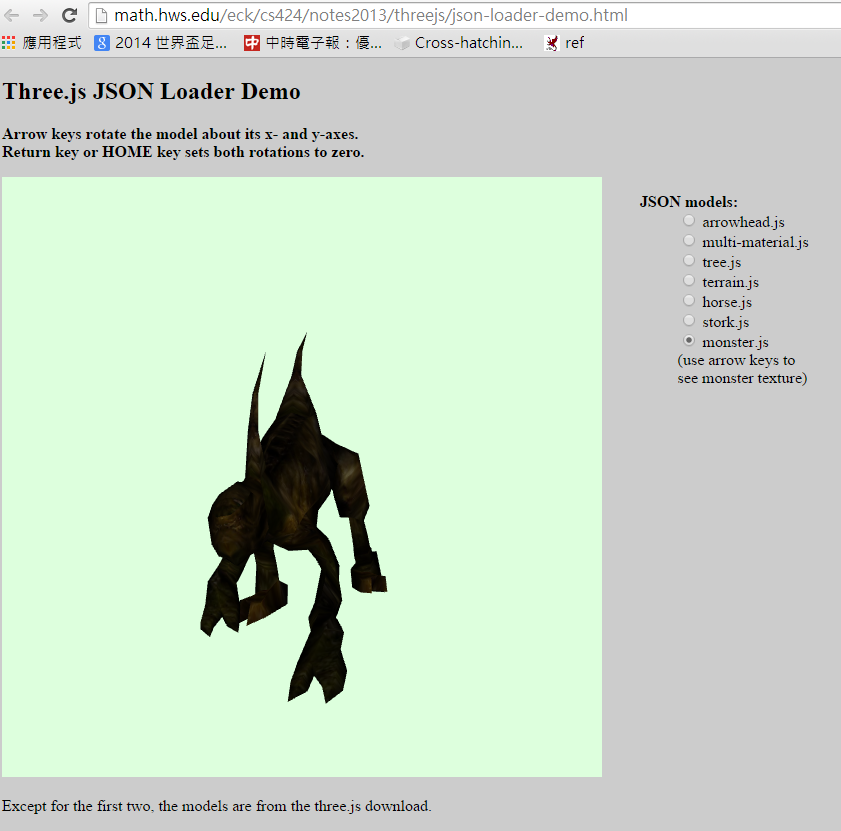 math.hws.edu/eck/cs424/notes2013/threejs/json-loader-demo.html
應用程式 2014 世界盃足... 中時電子報：優... Cross-hatchin... ref
Three.js JSON Loader Demo
Arrow keys rotate the model about its x- and y-axes.
Return key or HOME key sets both rotations to zero.
JSON models:
arrowhead.js
multi-material.js
tree.js
terrain.js
horse.js
stork.js
monster.js
(use arrow keys to
see monster texture)
Except for the first two, the models are from the three.js download.